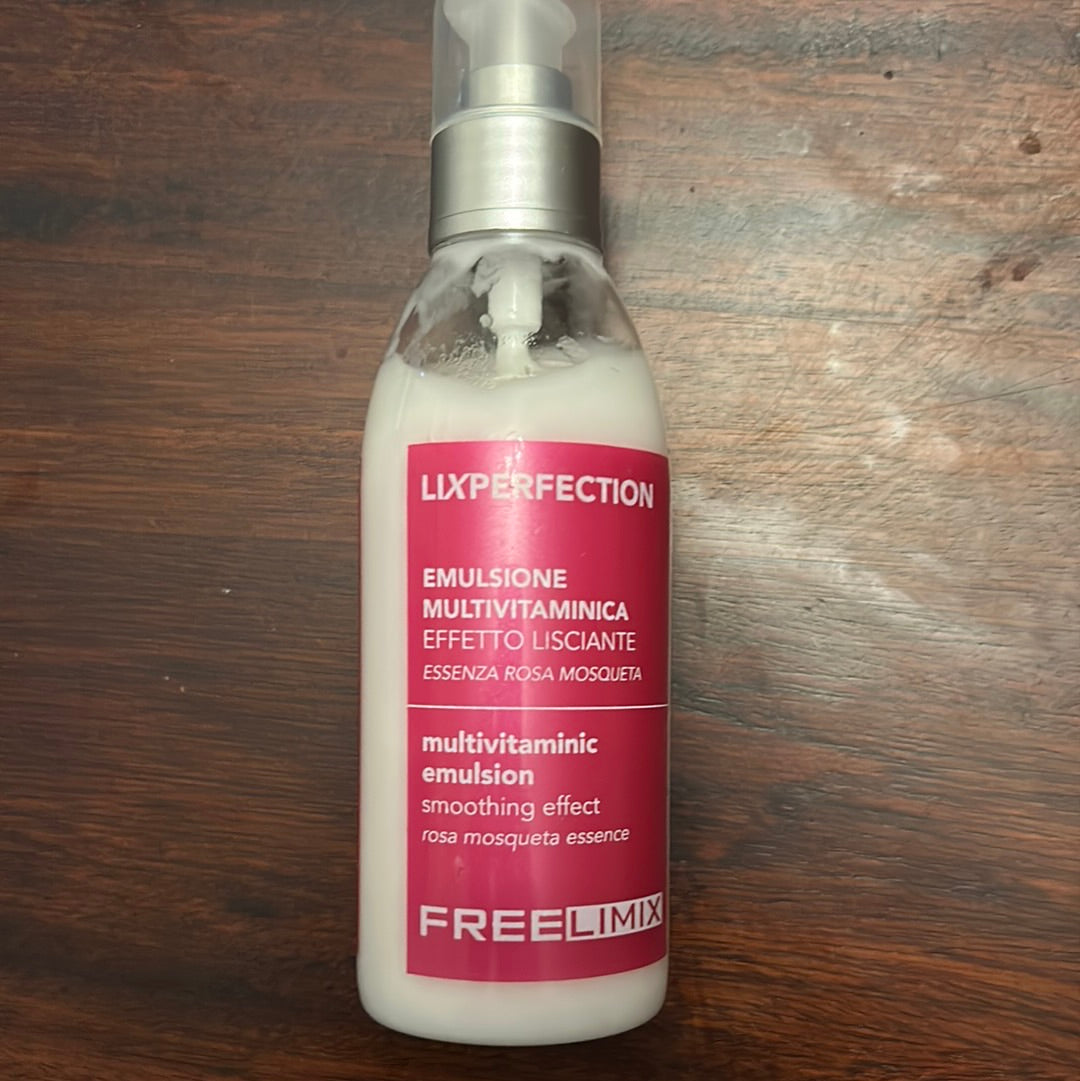 LIXPERFECTION
EMULSIONE
MULTIVITAMINICA
EFFETTO LISCIANTE
ESSENZA ROSA MOSQUETA
multivitaminic
emulsion
smoothing effect
rosa mosqueta essence
FREELIMIX